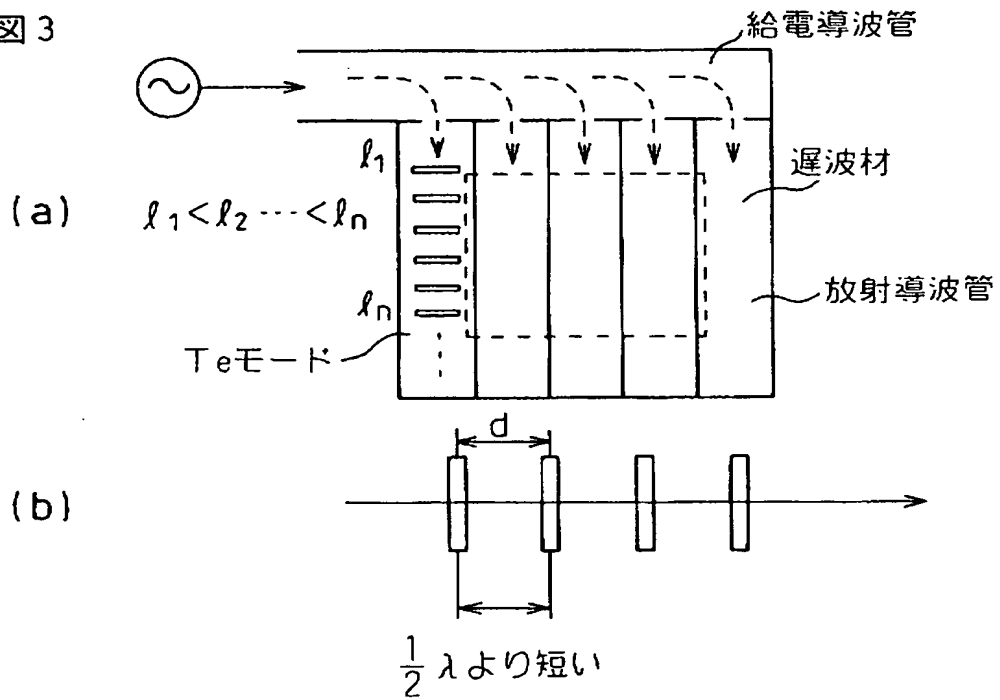 図3
給電導波管
ℓ1
遅波材
(a)
ℓ1<ℓ2…<ℓn
放射導波管
ℓn
Teモード
d
(b)
1/2 λより短い